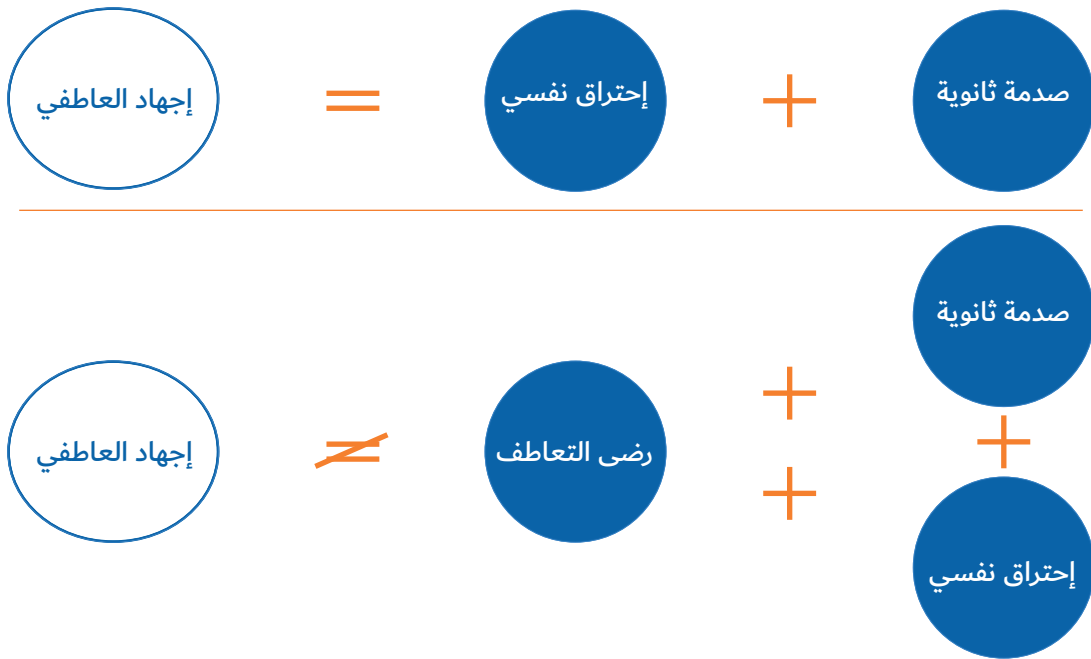 صدمة ثانوية
+
إحتراق نفسي
=
إجهاد العاطفي
صدمة ثانوية
+
إحتراق نفسي
+
+
رضى التعاطف
≠
إجهاد العاطفي